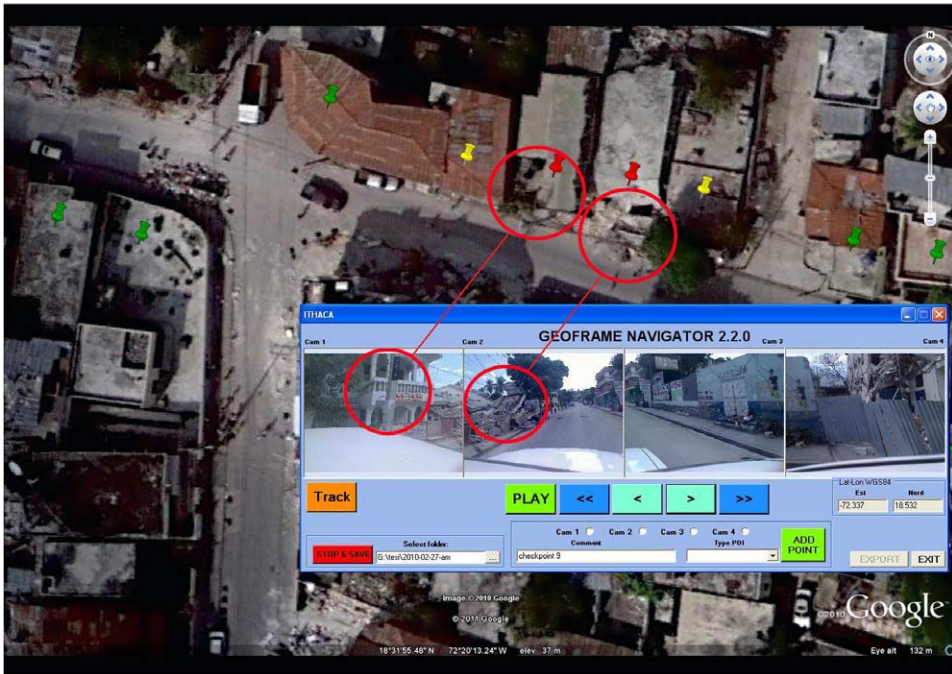 N
ITHACA
GEOFRAME NAVIGATOR 2.2.0
Cam 1
Cam 2
Cam 3
Cam 4
Track
PLAY
<<
<
>
>>
Lat-Lon WGS84
Est
Nord
-72.337
18.532
Cam 1 Cam 2 Cam 3 Cam 4
Comment
Type POI
ADD
POINT
Select folder:
STOP & SAVE
G:\tesi\2010-02-27-am
...
checkpoint 9
EXPORT
EXIT
Image © 2010 Google
© 2011 Google
©2010 Google
18°31'55.48" N 72°20'13.24" W elev 37 m
Eye alt 132 m